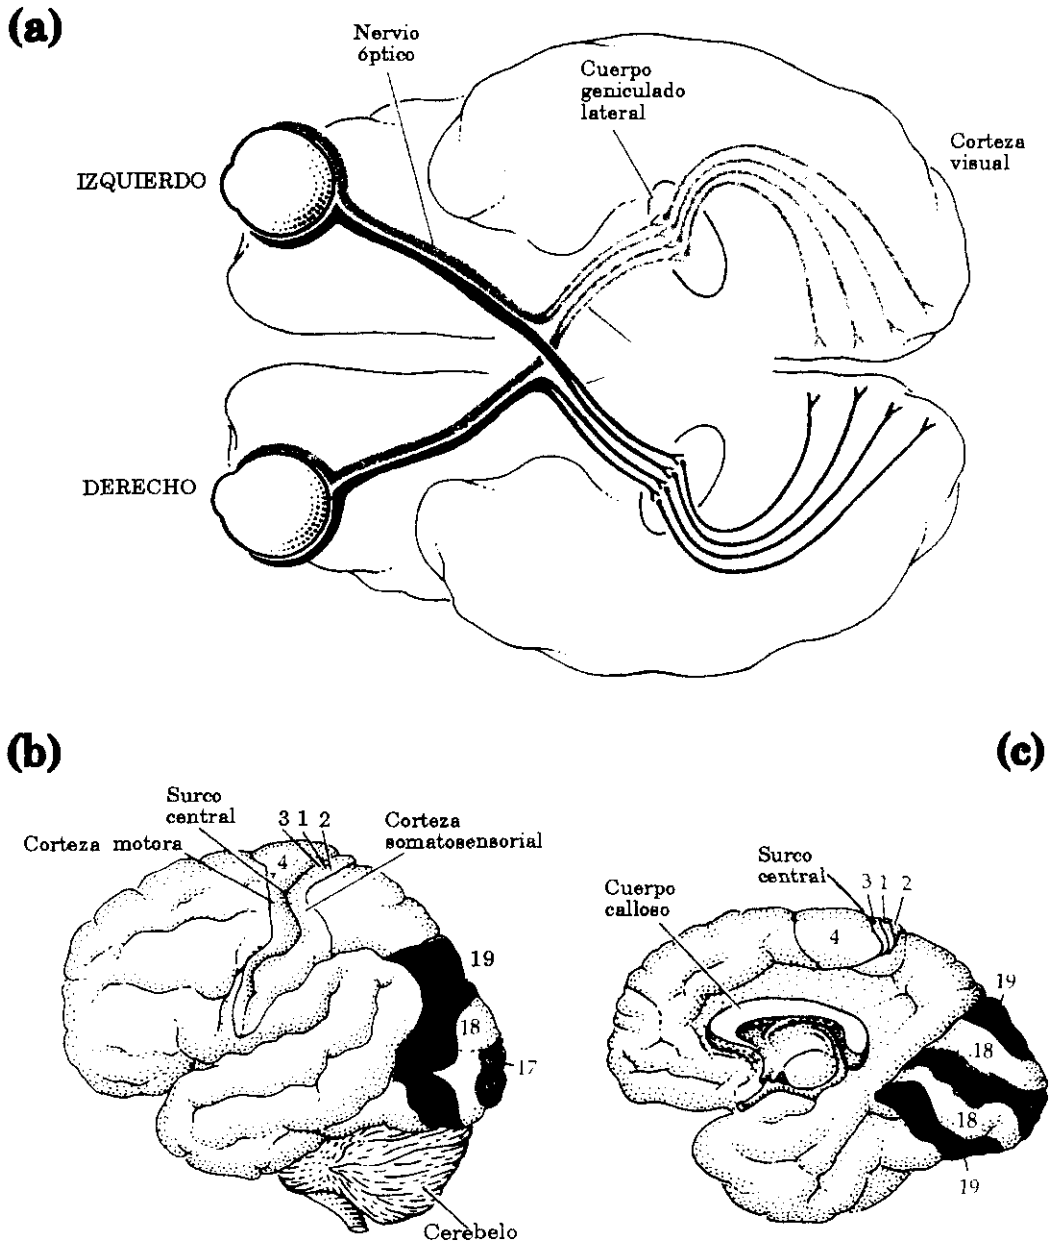 (a)
Nervio
óptico
Cuerpo
geniculado
lateral
Corteza
visual
IZQUIERDO
DERECHO
(b)
Surco
central
3 1 2
Corteza
somatosensorial
Corteza motora
4
19
18
17
Cerebelo
(c)
Surco
central
3 1 2
Cuerpo
calloso
4
19
18
18
19